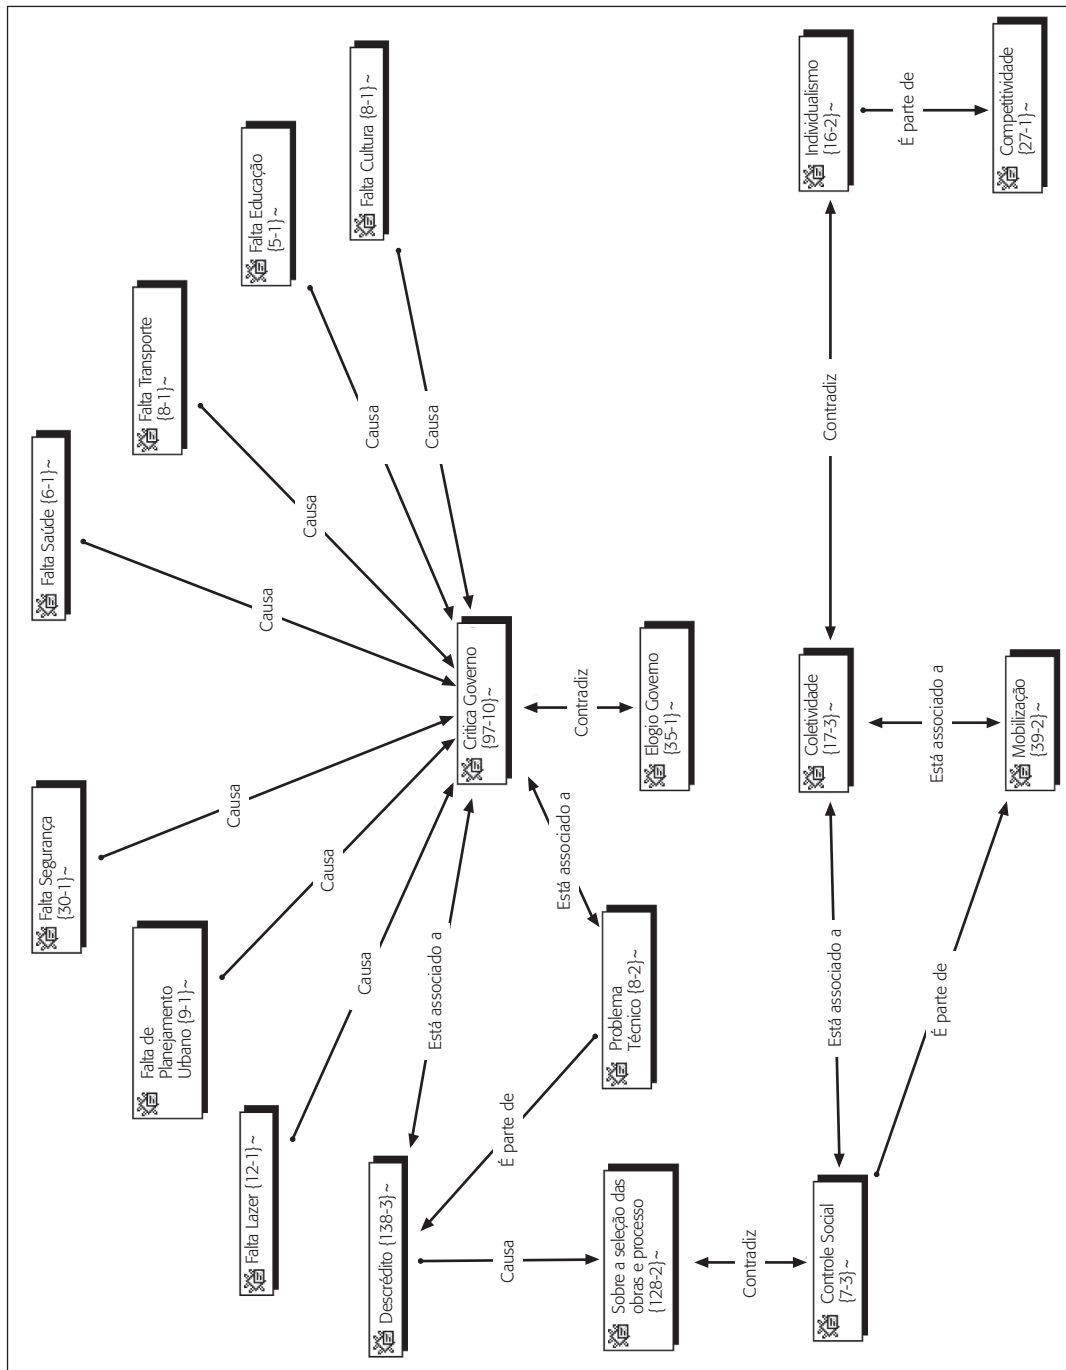 Falta Lazer {12-1}~
Falta de
Planejamento
Urbano {9-1}~
Falta Segurança
{30-1}~
Falta Saúde {6-1}~
Falta Transporte
{8-1}~
Falta Educação
{5-1}~
Falta Cultura {8-1}~
Causa
Causa
Causa
Causa
Causa
Causa
Causa
Descrédito {138-3}~
Está associado a
Critica Governo
{97-10}~
É parte de
Está associado a
Contradiz
Causa
Problema
Técnico {8-2}~
Elogio Governo
{35-1}~
Sobre a seleção das
obras e processo
{128-2}~
Contradiz
Controle Social
{7-3}~
Está associado a
Coletividade
{17-3}~
Contradiz
Individualismo
{16-2}~
É parte de
Está associado a
É parte de
Mobilização
{39-2}~
Competitividade
{27-1}~